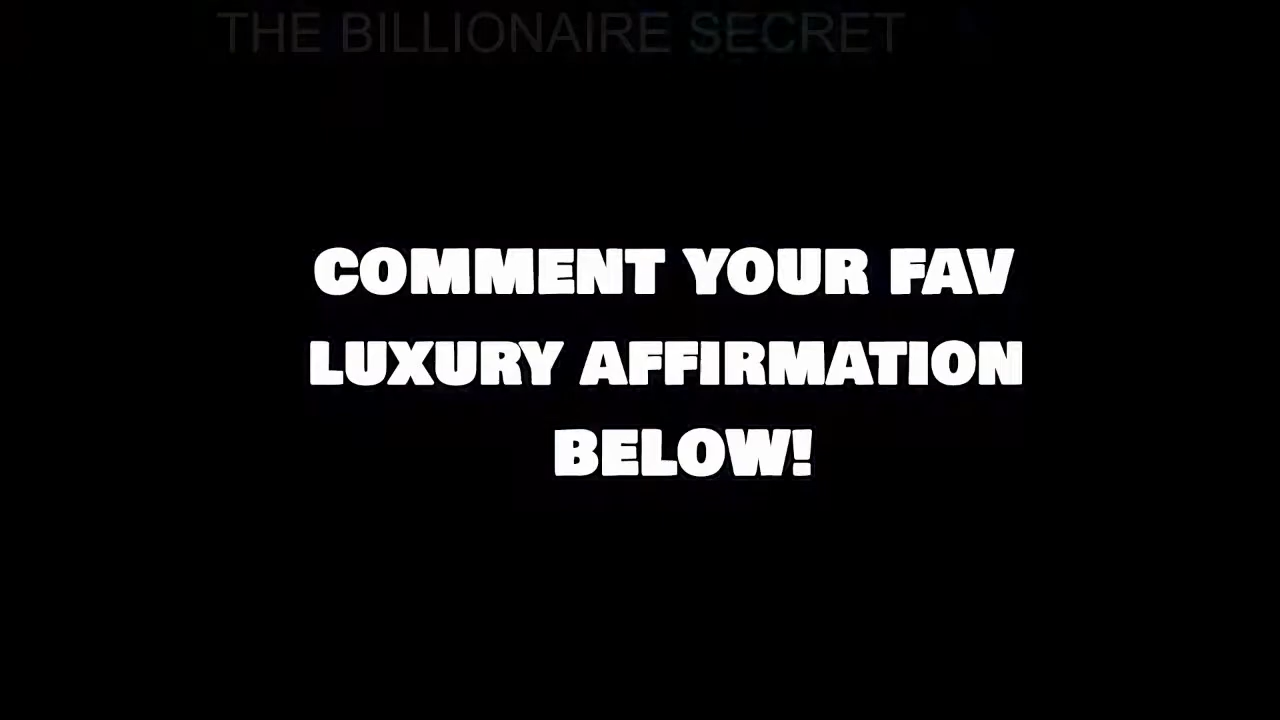 THE BILLIONAIRE SECRET
COMMENT YOUR FAV
LUXURY AFFIRMATION
BELOW!